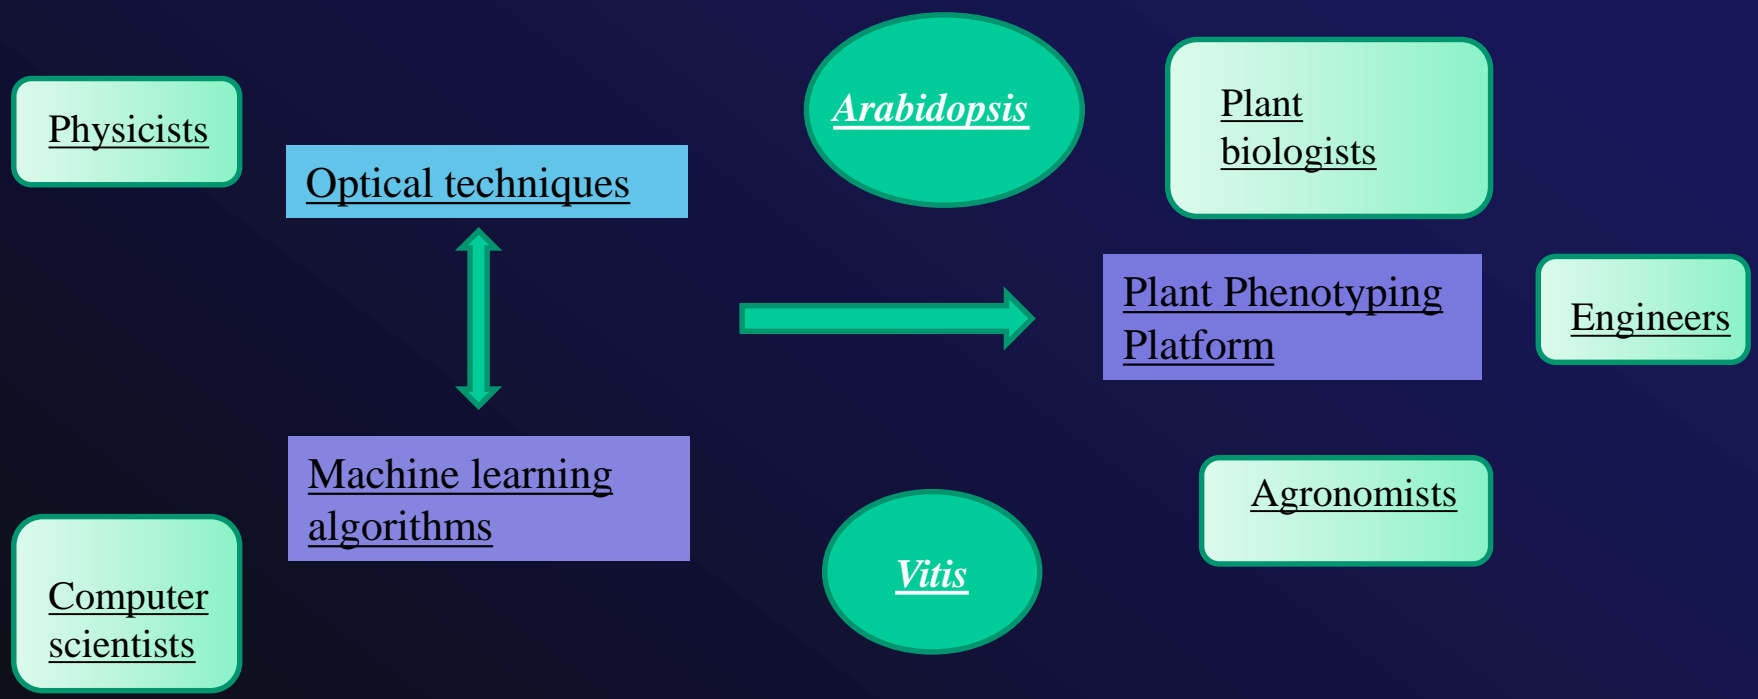 Physicists
Optical techniques
Arabidopsis
Plant
biologists
Plant Phenotyping
Platform
Engineers
Machine learning
algorithms
Agronomists
Vitis
Computer
scientists